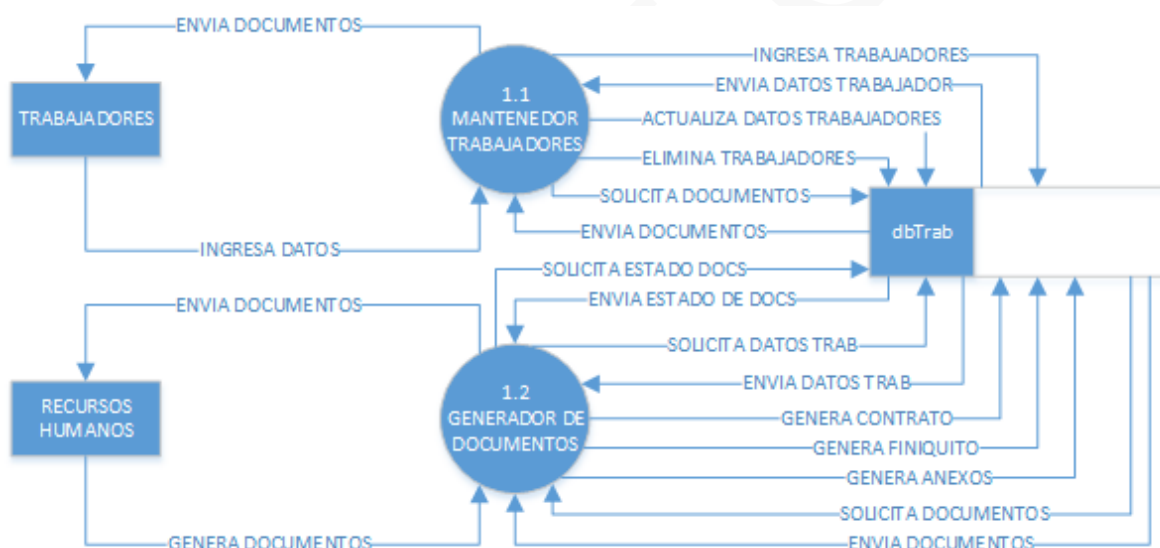 ENVIA DOCUMENTOS
INGRESA TRABAJADORES
ENVIA DATOS TRABAJADOR
TRABAJADORES
1.1
MANTENEDOR
TRABAJADORES
ACTUALIZA DATOS TRABAJADORES
ELIMINA TRABAJADORES
SOLICITA DOCUMENTOS
ENVIA DOCUMENTOS
dbTrab
INGRESA DATOS
SOLICITA ESTADO DOCS
ENVIA ESTADO DE DOCS
ENVIA DOCUMENTOS
SOLICITA DATOS TRAB
ENVIA DATOS TRAB
RECURSOS
HUMANOS
1.2
GENERADOR DE
DOCUMENTOS
GENERA CONTRATO
GENERA FINIQUITO
GENERA ANEXOS
SOLICITA DOCUMENTOS
GENERA DOCUMENTOS
ENVIA DOCUMENTOS